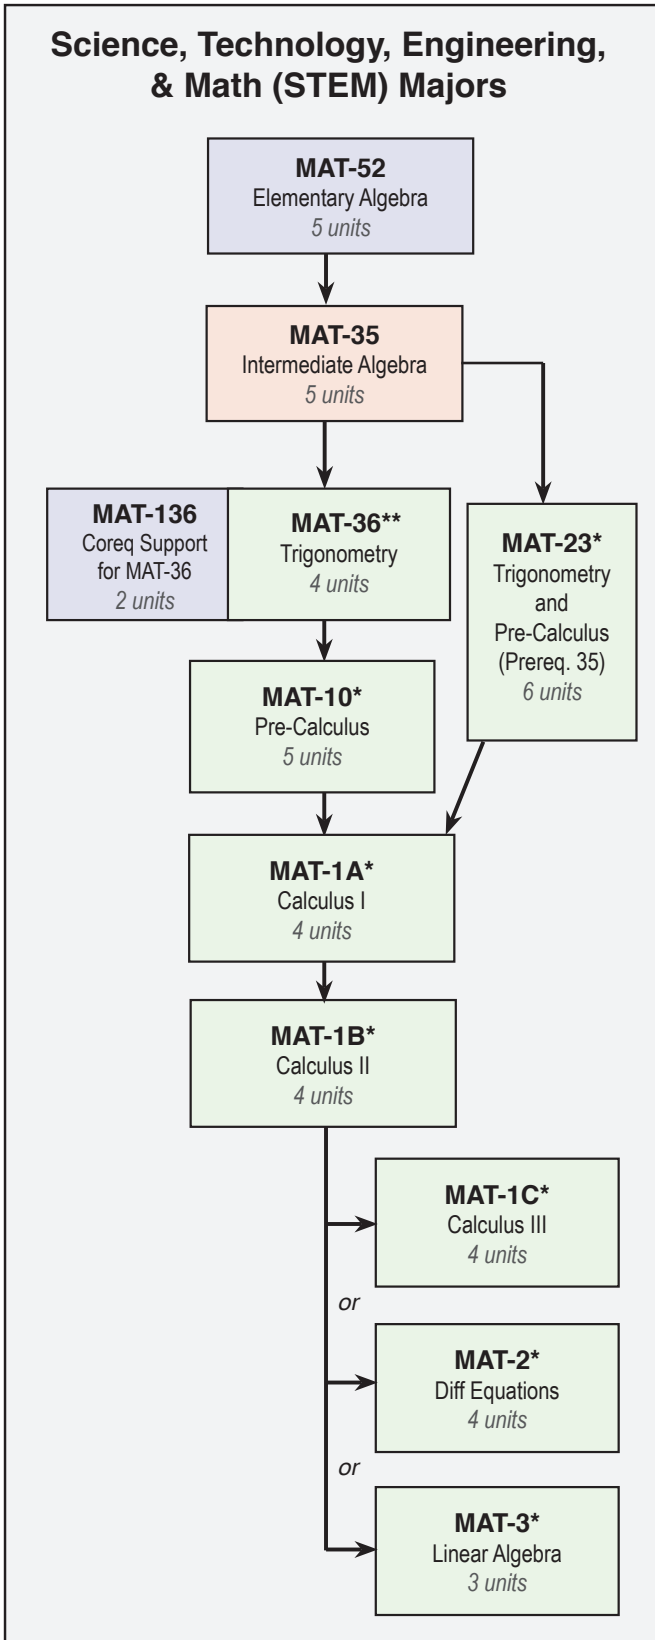 Science, Technology, Engineering,
& Math (STEM) Majors
MAT-52
Elementary Algebra
5 units
MAT-35
Intermediate Algebra
5 units
MAT-136
Coreq Support
for MAT-36
2 units
MAT-36**
Trigonometry
4 units
MAT-23*
Trigonometry
and
Pre-Calculus
(Prereq. 35)
6 units
MAT-10*
Pre-Calculus
5 units
MAT-1A*
Calculus I
4 units
MAT-1B*
Calculus II
4 units
MAT-1C*
Calculus III
4 units
or
MAT-2*
Diff Equations
4 units
or
MAT-3*
Linear Algebra
3 units